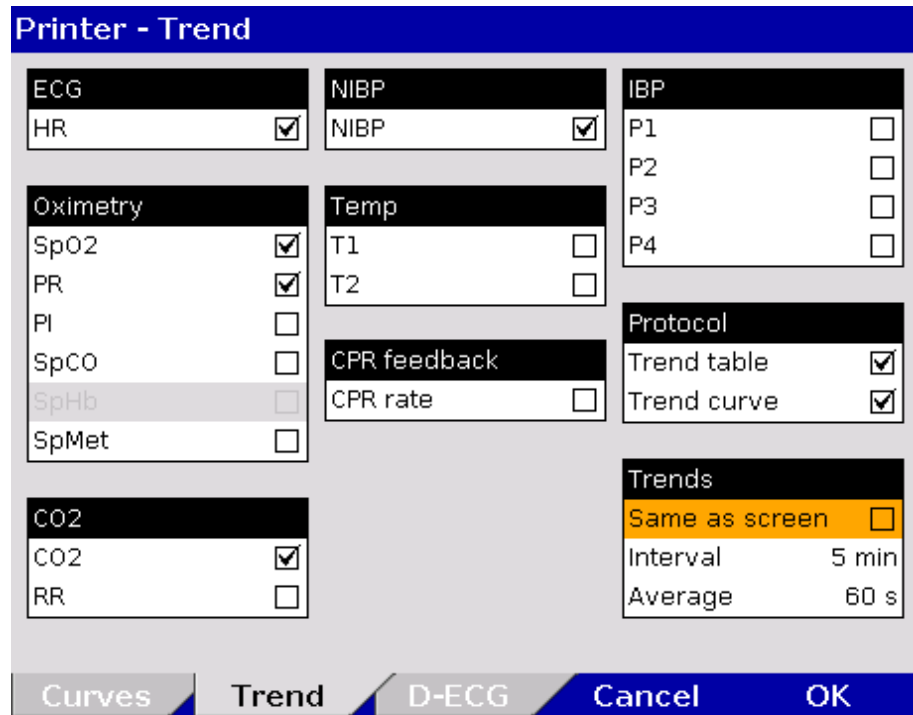 Printer - Trend
ECG
HR
Oximetry
SpO2
PR
PI
SpCO
SpHb
SpMet
CO2
CO2
RR
NIBP
NIBP
Temp
T1
T2
CPR feedback
CPR rate
IBP
P1
P2
P3
P4
Protocol
Trend table
Trend curve
Trends
Same as screen
Interval 5 min
Average 60 s
Curves Trend D-ECG Cancel OK